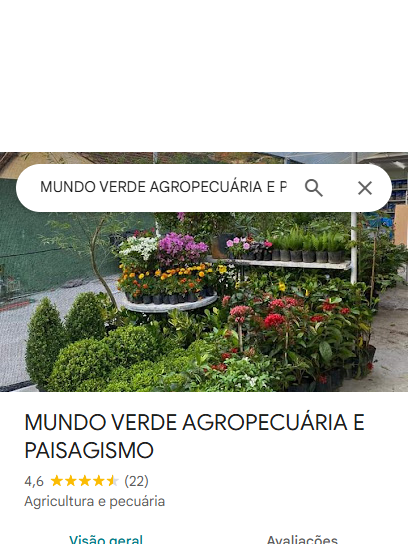 MUNDO VERDE AGROPECUÁRIA E P
MUNDO VERDE AGROPECUÁRIA E
PAISAGISMO
4,6 (22)
Agricultura e pecuária
Visão geral Avaliações